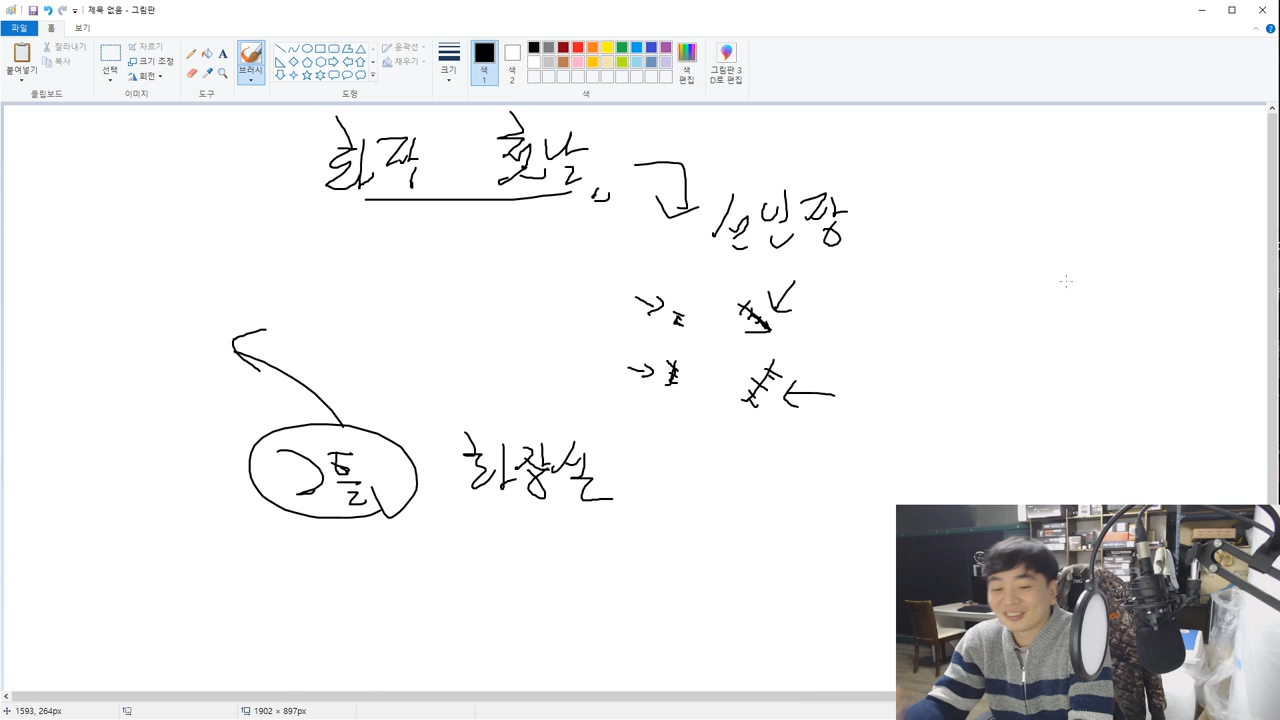 제목 없음 - 그림판
파일 홈 보기
붙여넣기
잘라내기
복사
클립보드
선택
자르기
크기 조정
회전
이미지
A
도구
브러시
윤곽선
채우기
도형
크기
색 1
색 2
색
색 편집
그림판 3D로 편집
훈날
선인장
화장실
1593, 264px
1902 × 897px